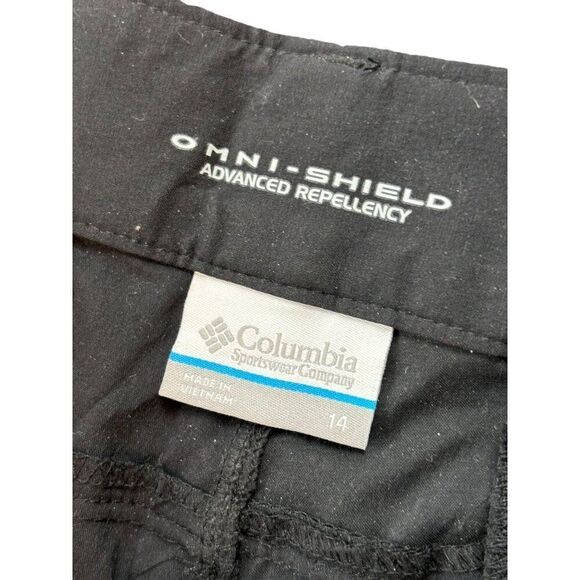 OMNI-SHIELD
ADVANCED REPELLENCY
Columbia
Sportswear Company
MADE IN
VIETNAM
14